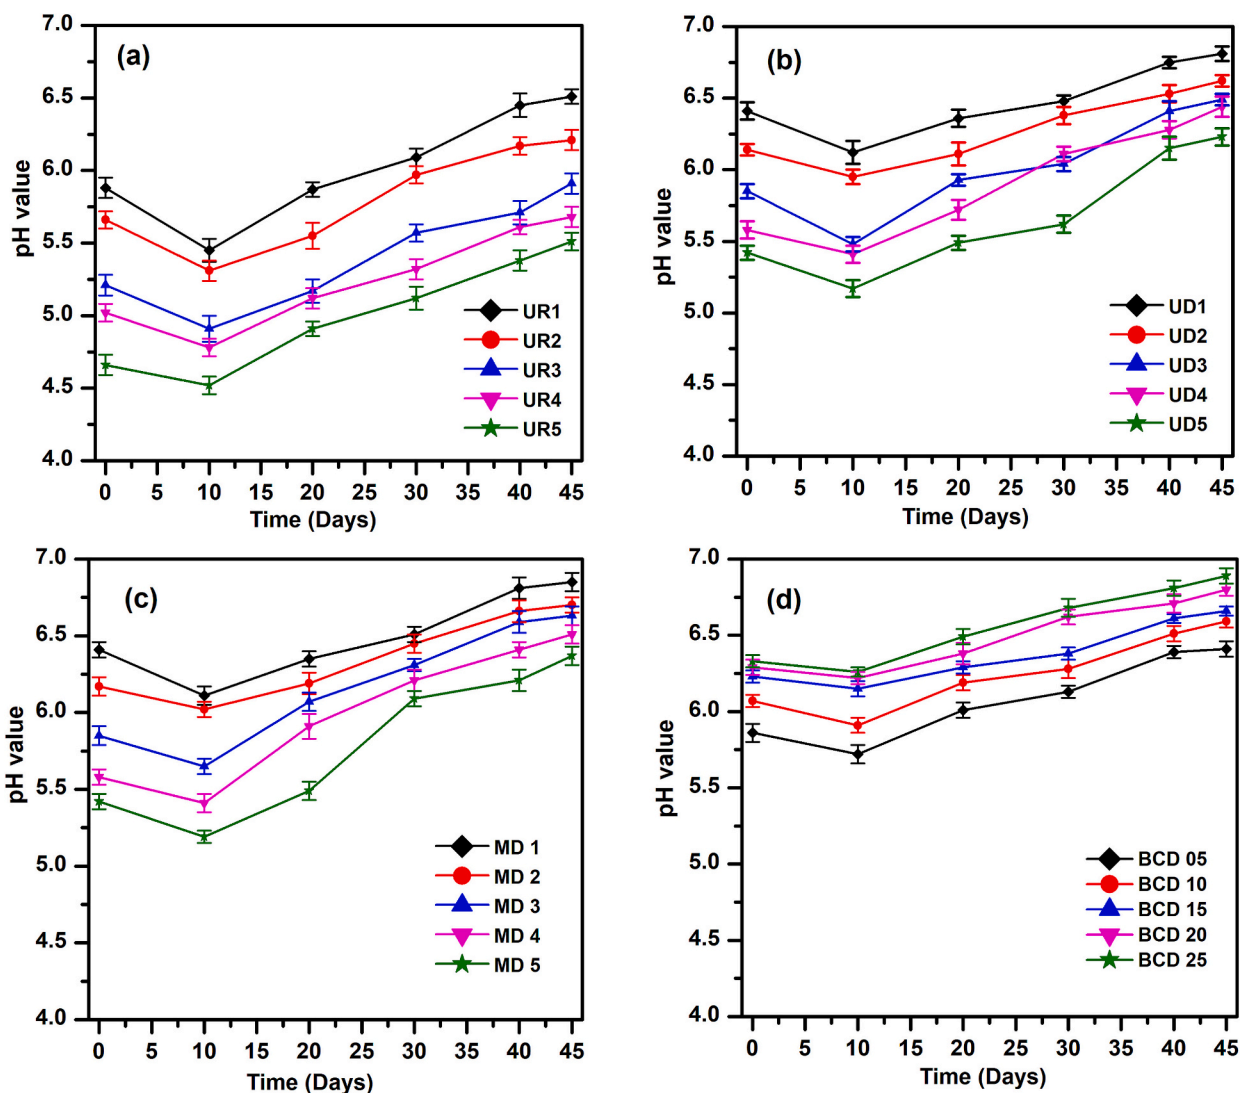 (a)
7.0
6.5
6.0
5.5
5.0
4.5
4.0
pH value
0 5 10 15 20 25 30 35 40 45
Time (Days)
UR1
UR2
UR3
UR4
UR5
(b)
7.0
6.5
6.0
5.5
5.0
4.5
4.0
pH value
0 5 10 15 20 25 30 35 40 45
Time (Days)
UD1
UD2
UD3
UD4
UD5
(c)
7.0
6.5
6.0
5.5
5.0
4.5
4.0
pH value
0 5 10 15 20 25 30 35 40 45
Time (Days)
MD 1
MD 2
MD 3
MD 4
MD 5
(d)
7.0
6.5
6.0
5.5
5.0
4.5
4.0
pH value
0 5 10 15 20 25 30 35 40 45
Time (Days)
BCD 05
BCD 10
BCD 15
BCD 20
BCD 25